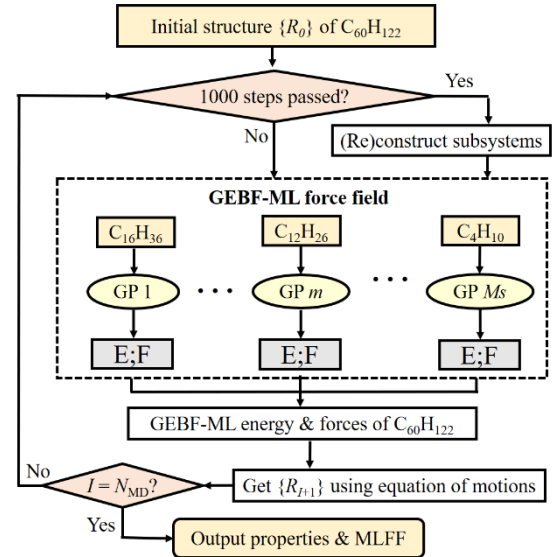 Initial structure {R₀} of C₆₀H₁₂₂
1000 steps passed?
Yes
No
(Re)construct subsystems
GEBF-ML force field
C₁₆H₃₆
C₁₂H₂₆
C₄H₁₀
GP 1
· · ·
GP m
· · ·
GP Ms
E;F
E;F
E;F
GEBF-ML energy & forces of C₆₀H₁₂₂
No
I = N_MD?
Get {R_I+1} using equation of motions
Yes
Output properties & MLFF